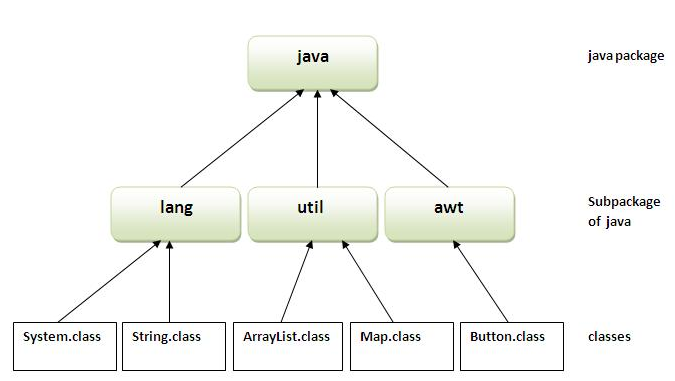 java
java package
lang
util
awt
Subpackage
of java
System.class
String.class
ArrayList.class
Map.class
Button.class
classes